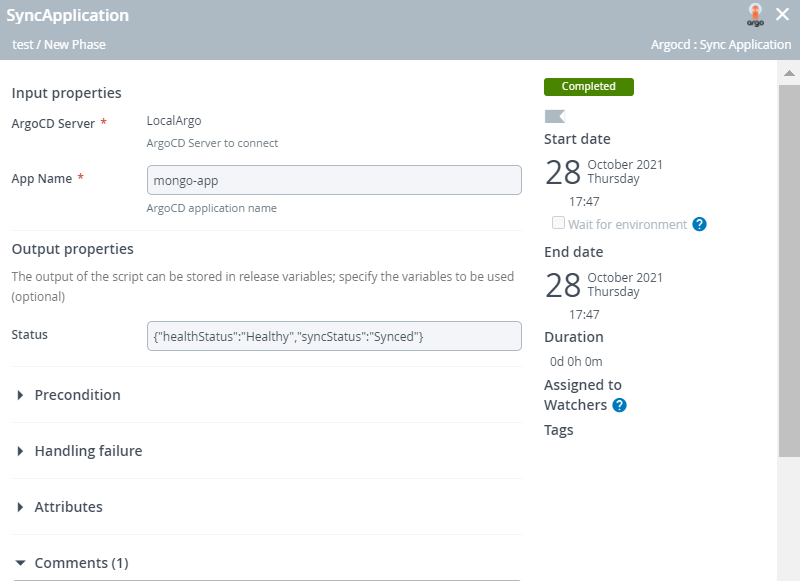 SyncApplication
argo
test / New Phase
Argocd : Sync Application
Input properties
ArgoCD Server *
LocalArgo
ArgoCD Server to connect
App Name *
mongo-app
ArgoCD application name
Output properties
The output of the script can be stored in release variables; specify the variables to be used
(optional)
Status
{"healthStatus":"Healthy","syncStatus":"Synced"}
Precondition
Handling failure
Attributes
Comments (1)
Completed
Start date
28
October 2021
Thursday
17:47
Wait for environment ?
End date
28
October 2021
Thursday
17:47
Duration
0d 0h 0m
Assigned to
Watchers ?
Tags